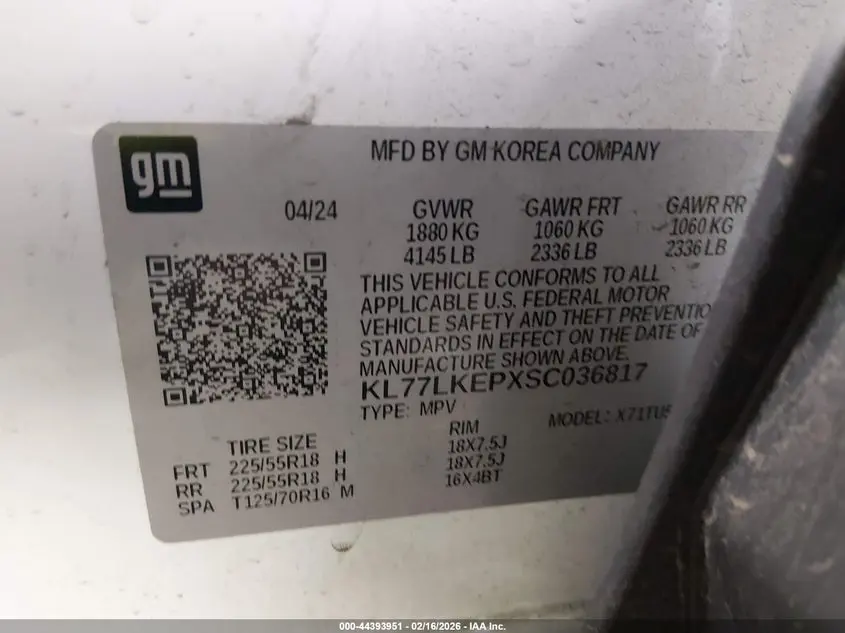 gm
MFD BY GM KOREA COMPANY
04/24
GVWR GAWR FRT GAWR RR
1880 KG 1060 KG 1060 KG
4145 LB 2336 LB 2336 LB
THIS VEHICLE CONFORMS TO ALL
APPLICABLE U.S. FEDERAL MOTOR
VEHICLE SAFETY AND THEFT PREVENTIO
STANDARDS IN EFFECT ON THE DATE OF
MANUFACTURE SHOWN ABOVE.
KL77LKEPXSC036817
TYPE: MPV MODEL:
TIRE SIZE RIM
FRT 225/55R18 H 18X7.5J
RR 225/55R18 H 18X7.5J
SPA T125/70R16 M 16X4BT
000-44393951 | 02/16/2026 – IAA Inc.